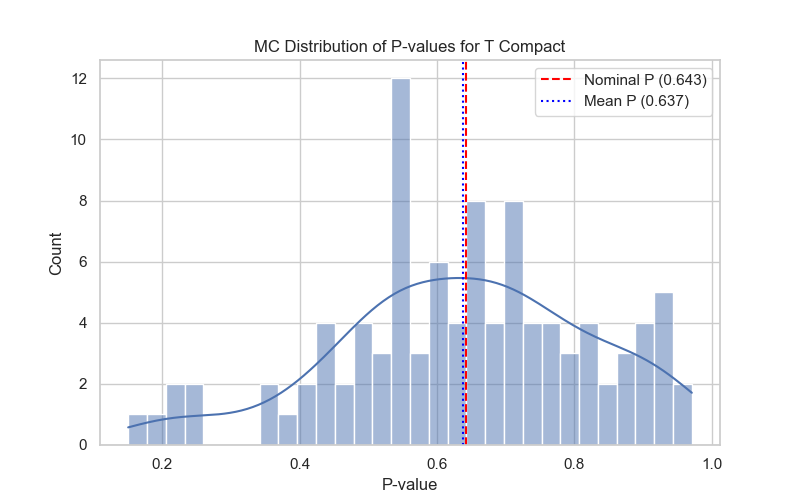 MC Distribution of P-values for T Compact
Nominal P (0.643)
Mean P (0.637)
Count
12
10
8
6
4
2
0
0.2 0.4 0.6 0.8 1.0
P-value